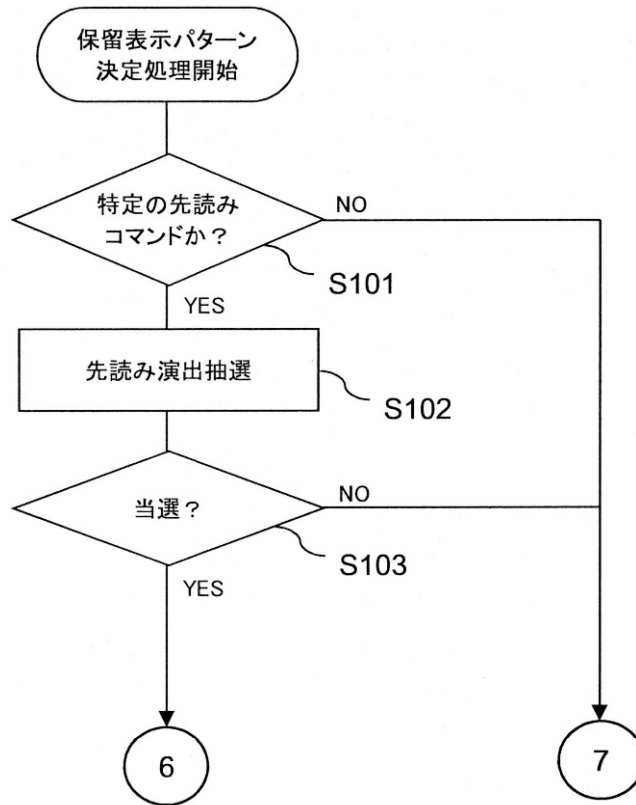 保留表示パターン
決定処理開始
特定の先読み
コマンドか？
NO
S101
YES
先読み演出抽選
S102
当選？
NO
S103
YES
6
7